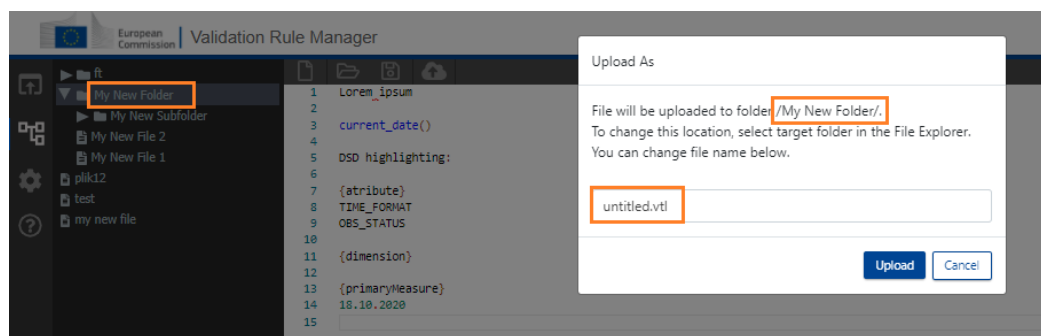 European
Commission
Validation Rule Manager
ft
My New Folder
My New Subfolder
My New File 2
My New File 1
plik12
test
my new file
1 Lorem_ipsum
2
3 current_date()
4
5 DSD highlighting:
6
7 {atribute}
8 TIME_FORMAT
9 OBS_STATUS
10
11 {dimension}
12
13 {primaryMeasure}
14 18.10.2020
15
Upload As
File will be uploaded to folder /My New Folder/.
To change this location, select target folder in the File Explorer.
You can change file name below.
untitled.vtl
Upload Cancel